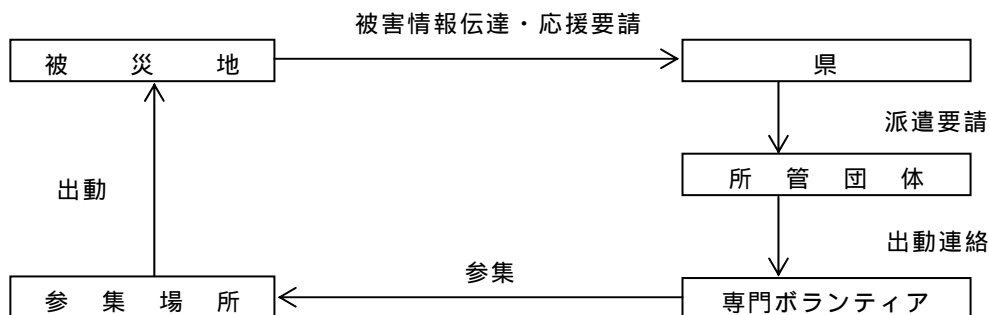 被害情報伝達・応援要請
被災地
県
派遣要請
所管団体
出動
出動連絡
参集
参集場所
専門ボランティア